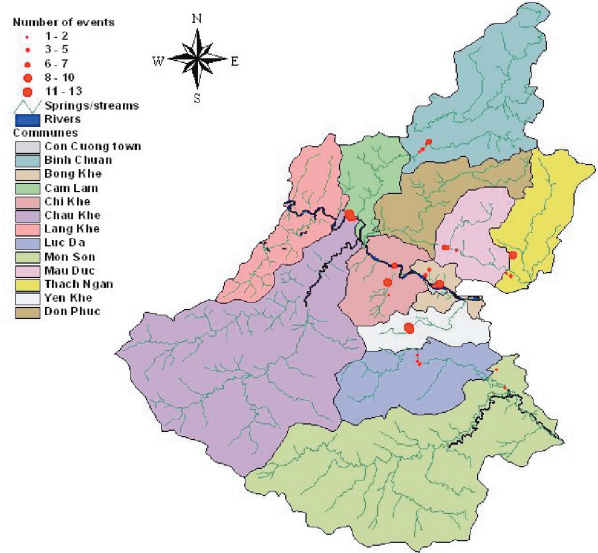 Number of events
1 - 2
3 - 5
6 - 7
8 - 10
11 - 13
Springs/streams
Rivers
Communes
Con Cuong town
Binh Chuan
Bong Khe
Cam Lam
Chi Khe
Chau Khe
Lang Khe
Luc Da
Mon Son
Mau Duc
Thach Ngan
Yen Khe
Don Phuc
N
W E
S